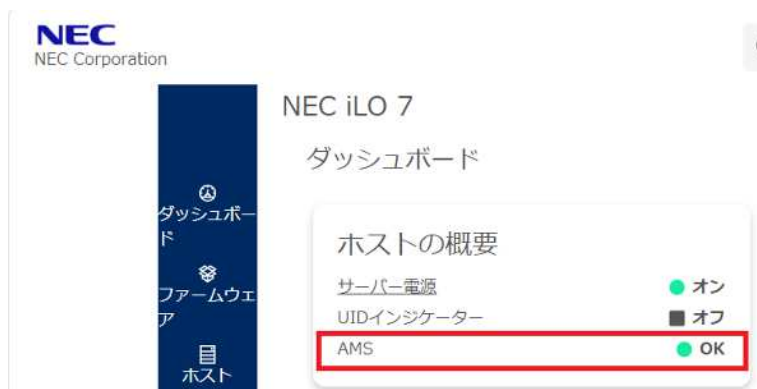 NEC
NEC Corporation
NEC iLO 7
ダッシュボード
ダッシュボー
ド
ファームウェ
ア
ホスト
ホストの概要
サーバー電源 オン
UIDインジケーター オフ
AMS OK